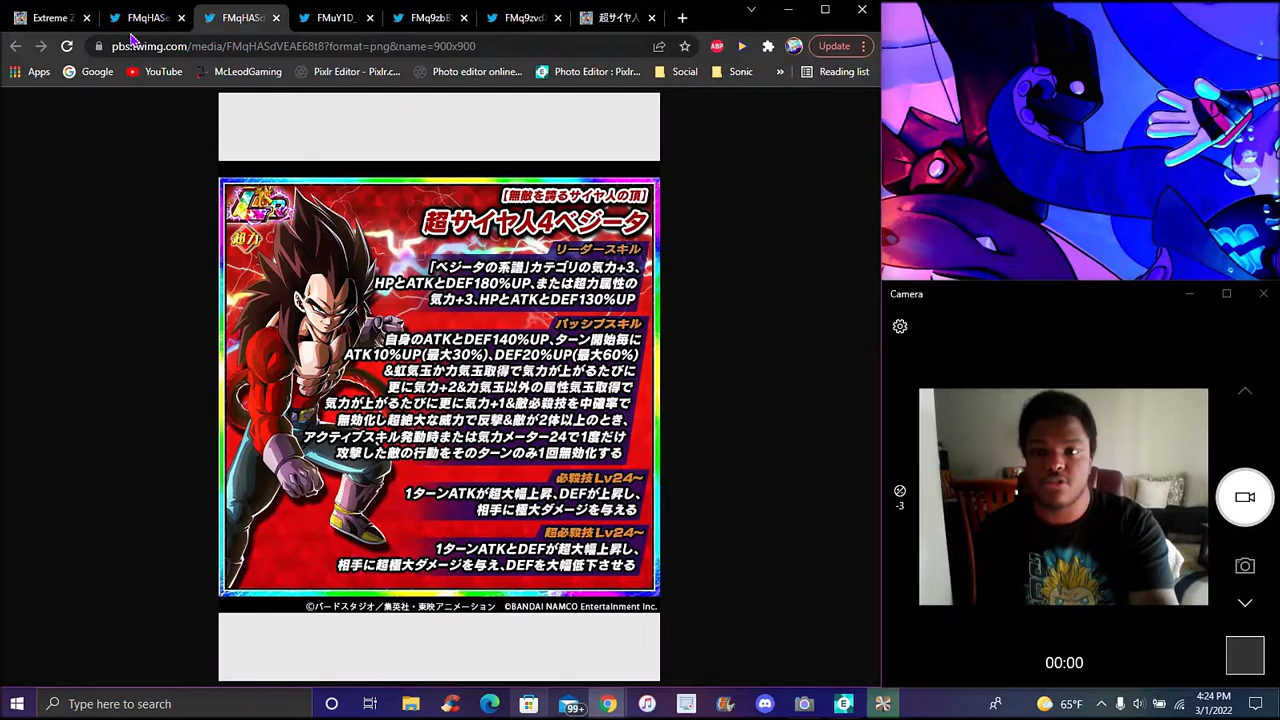 Extreme Z
FMqHASe
FMqHASd
FMuY1D_
FMq9zbB
FMq9zvd
超サイヤ人
pbs.twimg.com/media/FMqHASdVEAE68t8?format=png&name=900x900
ABP
Update
Apps
Google
YouTube
McLeodGaming
Pixlr Editor - Pixlr.c...
Photo editor online...
Photo Editor : Pixlr...
Social
Sonic
»
Reading list
LR
超力
【無敵を誇るサイヤ人の頂】
超サイヤ人4ベジータ
リーダースキル
「ベジータの系譜」カテゴリの気力+3、
HPとATKとDEF180%UP、または超力属性の
気力+3、HPとATKとDEF130%UP
パッシブスキル
自身のATKとDEF140%UP、ターン開始毎に
ATK10%UP(最大30%)、DEF20%UP(最大60%)
&虹気玉か力気玉取得で気力が上がるたびに
更に気力+2&力気玉以外の属性気玉取得で
気力が上がるたびに更に気力+1&敵必殺技を中確率で
無効化し超絶大な威力で反撃&敵が2体以上のとき、
アクティブスキル発動時または気力メーター24で1度だけ
攻撃した敵の行動をそのターンのみ1回無効化する
必殺技Lv24~
1ターンATKが超大幅上昇、DEFが上昇し、
相手に極大ダメージを与える
超必殺技Lv24~
1ターンATKとDEFが超大幅上昇し、
相手に超極大ダメージを与え、DEFを大幅低下させる
©バードスタジオ/集英社・東映アニメーション ©BANDAI NAMCO Entertainment Inc.
Camera
-3
00:00
Type here to search
99+
65°F
4:24 PM
3/1/2022